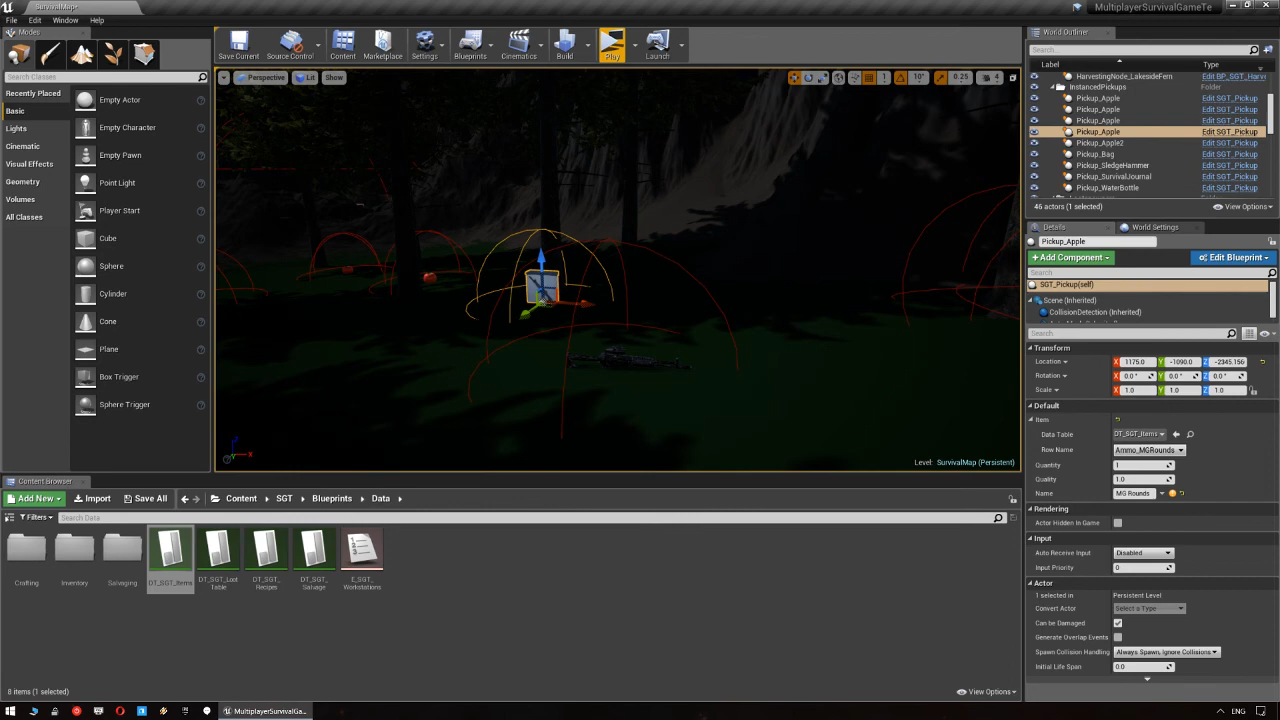 SurvivalMap*
MultiplayerSurvivalGameTe
File Edit Window Help
Modes
Search Classes
Recently Placed
Basic
Lights
Cinematic
Visual Effects
Geometry
Volumes
All Classes
Empty Actor
Empty Character
Empty Pawn
Point Light
Player Start
Cube
Sphere
Cylinder
Cone
Plane
Box Trigger
Sphere Trigger
Save Current
Source Control
Content
Marketplace
Settings
Blueprints
Cinematics
Build
Play
Launch
Perspective
Lit
Show
1
10°
0.25
4
Level: SurvivalMap (Persistent)
World Outliner
Search...
Label Type
HarvestingNode_LakesideFern Edit BP_SGT_Harvi
InstancedPickups Folder
Pickup_Apple Edit SGT_Pickup
Pickup_Apple Edit SGT_Pickup
Pickup_Apple Edit SGT_Pickup
Pickup_Apple Edit SGT_Pickup
Pickup_Apple2 Edit SGT_Pickup
Pickup_Bag Edit SGT_Pickup
Pickup_SledgeHammer Edit SGT_Pickup
Pickup_SurvivalJournal Edit SGT_Pickup
Pickup_WaterBottle Edit SGT_Pickup
46 actors (1 selected) View Options
Details World Settings
Pickup_Apple
Add Component Edit Blueprint
Search
SGT_Pickup(self)
Scene (Inherited)
CollisionDetection (Inherited)
Search
Transform
Location X 1175.0 Y -1090.0 Z -2345.156
Rotation X 0.0 ° Y 0.0 ° Z 0.0 °
Scale X 1.0 Y 1.0 Z 1.0
Default
Item
Data Table DT_SGT_Items
Row Name Ammo_MGRounds
Quantity 1
Quality 1.0
Name MG Rounds
Rendering
Actor Hidden In Game
Input
Auto Receive Input Disabled
Input Priority 0
Actor
1 selected in Persistent Level
Convert Actor Select a Type
Can be Damaged
Generate Overlap Events
Spawn Collision Handling Always Spawn, Ignore Collisions
Initial Life Span 0.0
Content Browser
Add New Import Save All Content SGT Blueprints Data
Filters Search Data
Crafting
Inventory
Salvaging
DT_SGT_Items
DT_SGT_Loot
Table
DT_SGT_
Recipes
DT_SGT_
Salvage
E_SGT_
Workstations
8 items (1 selected) View Options
MultiplayerSurvivalGa...
ENG